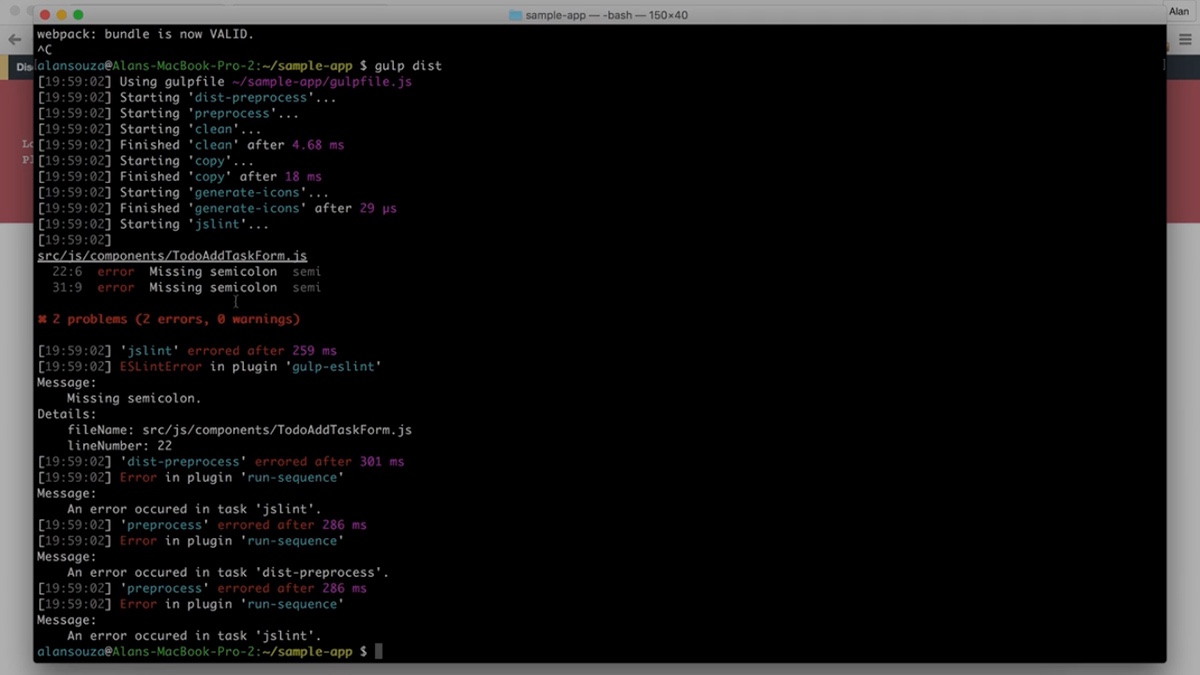 sample-app — -bash — 150×40
Alan
webpack: bundle is now VALID.
^C
alansouza@Alans-MacBook-Pro-2:~/sample-app $ gulp dist
[19:59:02] Using gulpfile ~/sample-app/gulpfile.js
[19:59:02] Starting 'dist-preprocess'...
[19:59:02] Starting 'preprocess'...
[19:59:02] Starting 'clean'...
[19:59:02] Finished 'clean' after 4.68 ms
[19:59:02] Starting 'copy'...
[19:59:02] Finished 'copy' after 18 ms
[19:59:02] Starting 'generate-icons'...
[19:59:02] Finished 'generate-icons' after 29 μs
[19:59:02] Starting 'jslint'...
[19:59:02]
src/js/components/TodoAddTaskForm.js
22:6 error Missing semicolon semi
31:9 error Missing semicolon semi
✖ 2 problems (2 errors, 0 warnings)
[19:59:02] 'jslint' errored after 259 ms
[19:59:02] ESLintError in plugin 'gulp-eslint'
Message:
Missing semicolon.
Details:
fileName: src/js/components/TodoAddTaskForm.js
lineNumber: 22
[19:59:02] 'dist-preprocess' errored after 301 ms
[19:59:02] Error in plugin 'run-sequence'
Message:
An error occured in task 'jslint'.
[19:59:02] 'preprocess' errored after 286 ms
[19:59:02] Error in plugin 'run-sequence'
Message:
An error occured in task 'dist-preprocess'.
[19:59:02] 'preprocess' errored after 286 ms
[19:59:02] Error in plugin 'run-sequence'
Message:
An error occured in task 'jslint'.
alansouza@Alans-MacBook-Pro-2:~/sample-app $